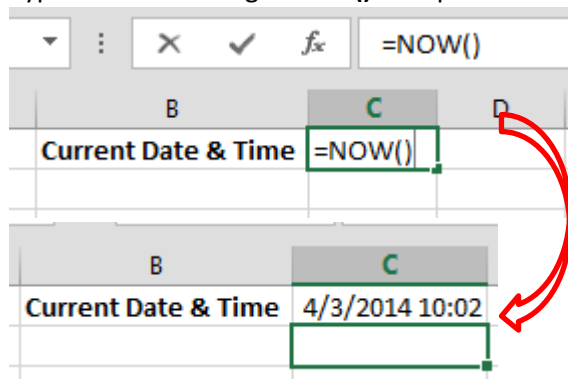 =NOW()
B C D
Current Date & Time =NOW()
B C
Current Date & Time 4/3/2014 10:02